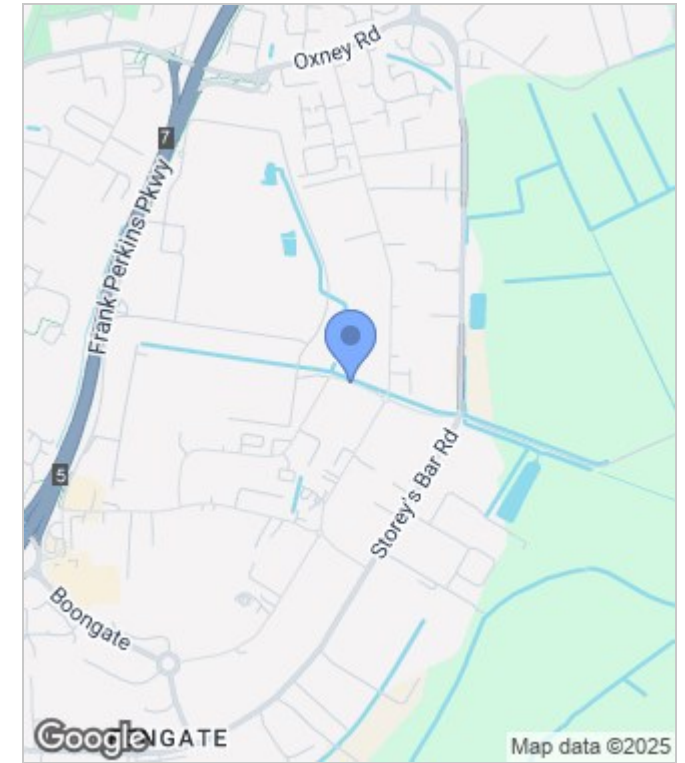 Oxney Rd
7
Frank Perkins Pkwy
5
Storey's Bar Rd
Boongate
Google
NGATE
Map data ©2025